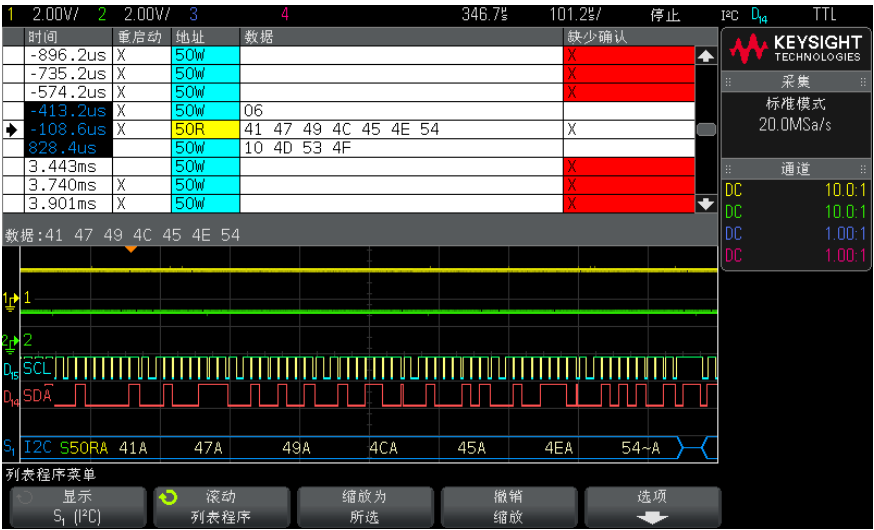 1 2.00V/ 2 2.00V/ 3 4 346.7㎲ 101.2㎲/ 停止 I²C D14 TTL
时间 重启动 地址 数据 缺少确认
-896.2us X 50W X
-735.2us X 50W X
-574.2us X 50W X
-413.2us X 50W 06
-108.6us X 50R 41 47 49 4C 45 4E 54 X
828.4us 50W 10 4D 53 4F
3.443ms 50W X
3.740ms X 50W X
3.901ms X 50W X
数据:41 47 49 4C 45 4E 54
KEYSIGHT
TECHNOLOGIES
采集
标准模式
20.0MSa/s
通道
DC 10.0:1
DC 10.0:1
DC 1.00:1
DC 1.00:1
1 1
2 2
D15 SCL
D14 SDA
S1 I2C S50RA 41A 47A 49A 4CA 45A 4EA 54~A
列表程序菜单
显示
S1 (I²C)
滚动
列表程序
缩放为
所选
撤销
缩放
选项